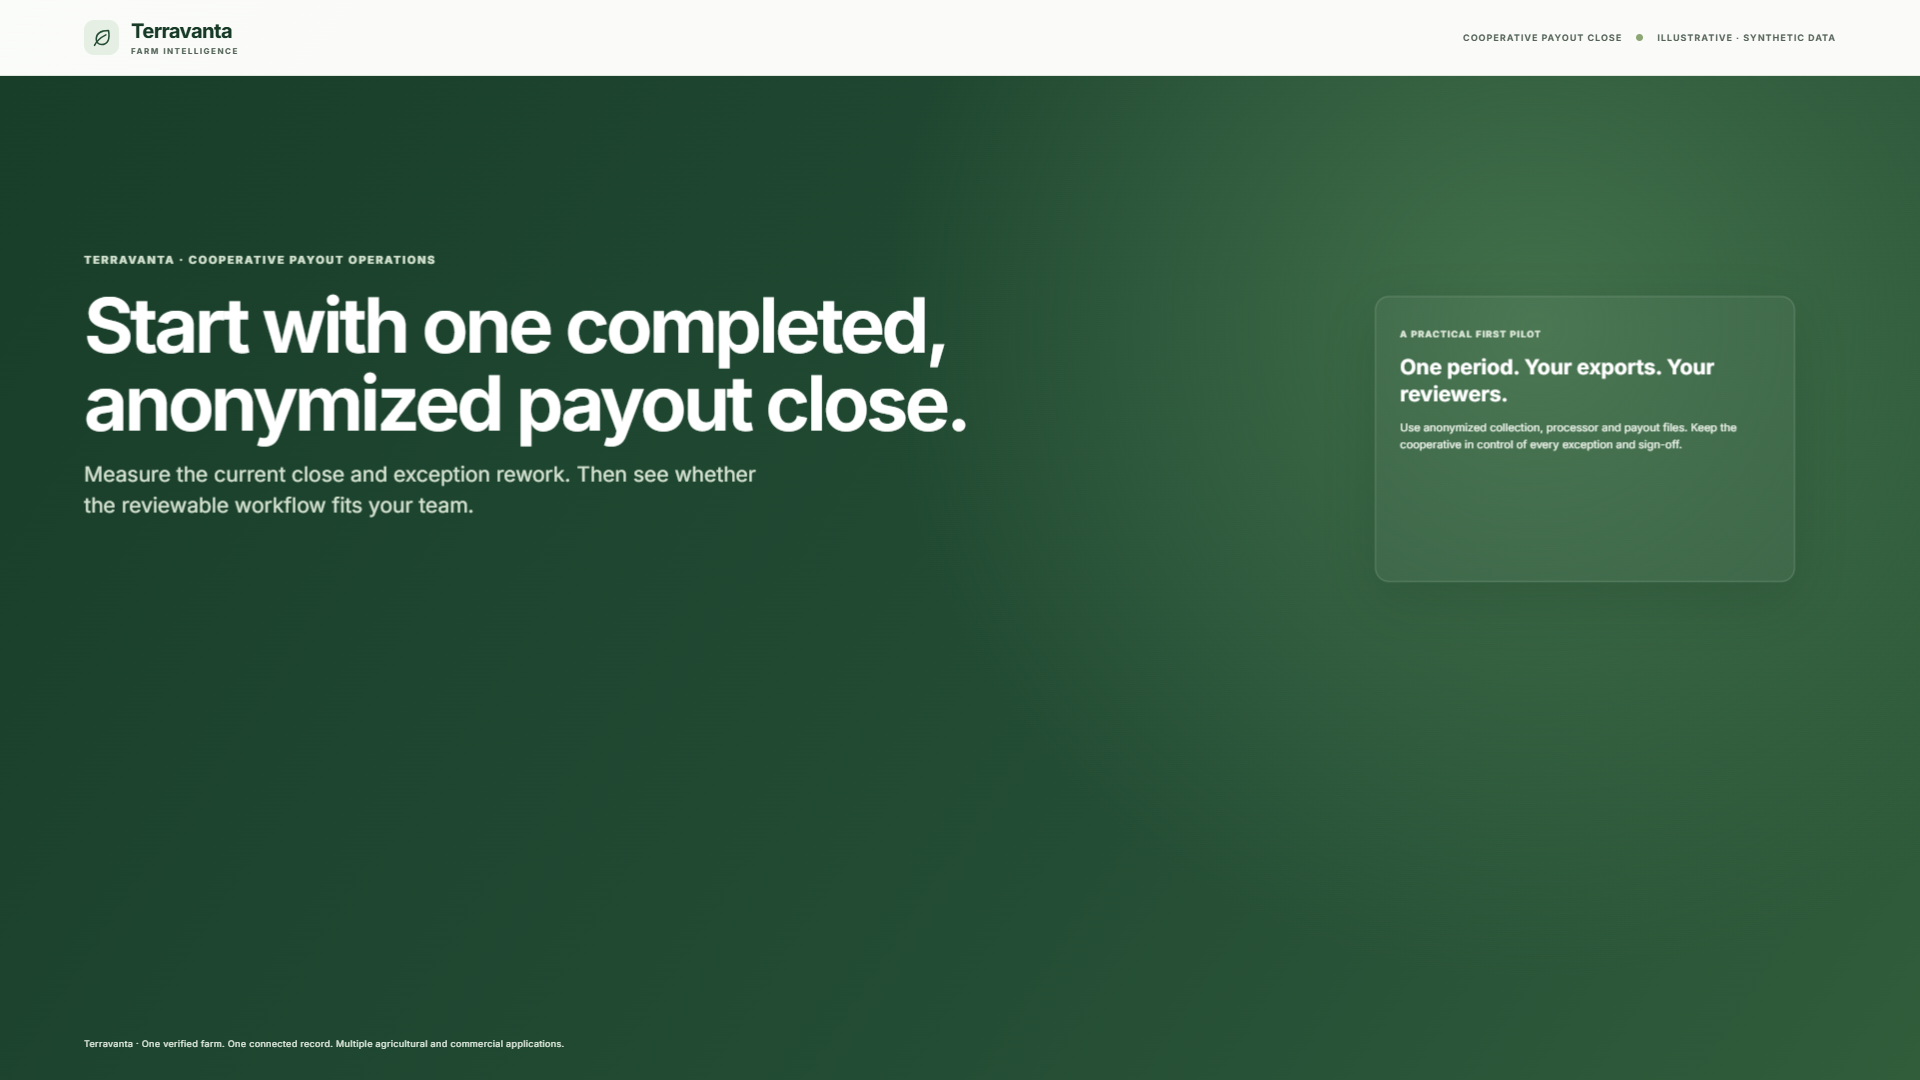 Terravanta
FARM INTELLIGENCE
COOPERATIVE PAYOUT CLOSE
ILLUSTRATIVE · SYNTHETIC DATA
TERRAVANTA · COOPERATIVE PAYOUT OPERATIONS
Start with one completed,
anonymized payout close.
Measure the current close and exception rework. Then see whether
the reviewable workflow fits your team.
A PRACTICAL FIRST PILOT
One period. Your exports. Your
reviewers.
Use anonymized collection, processor and payout files. Keep the
cooperative in control of every exception and sign-off.
Terravanta · One verified farm. One connected record. Multiple agricultural and commercial applications.